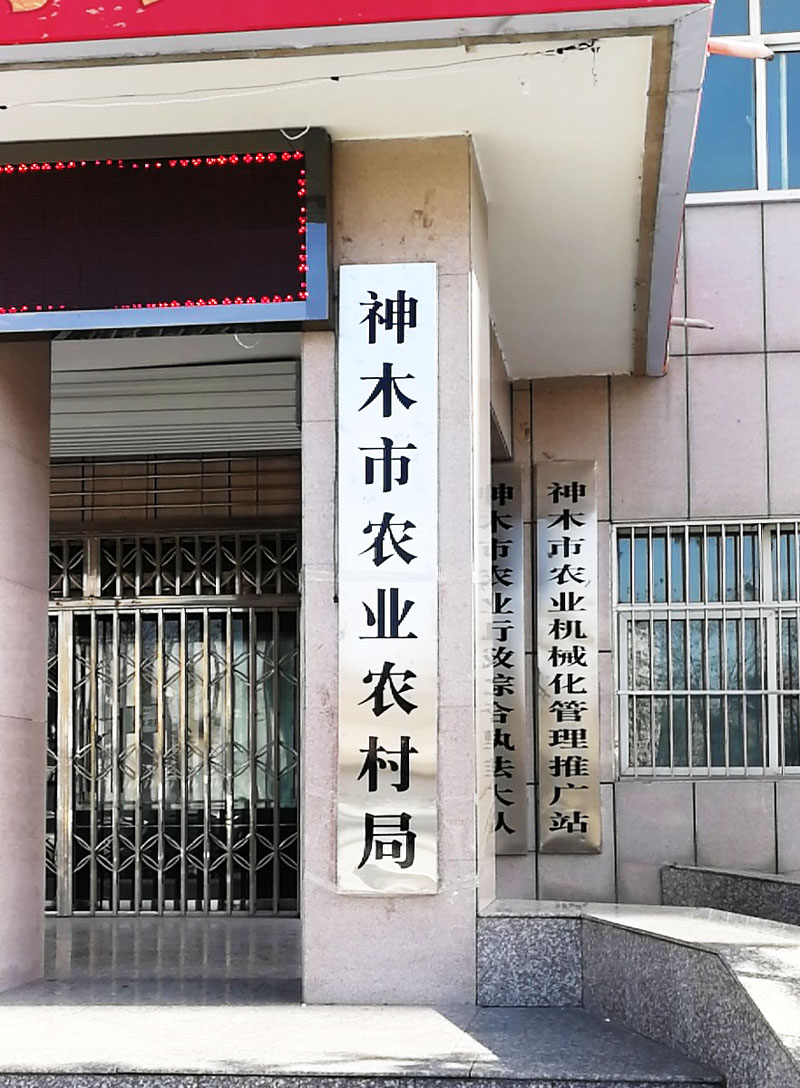 神木市农业农村局
神木市农业行政综合执法大队
神木市农业机械化管理推广站